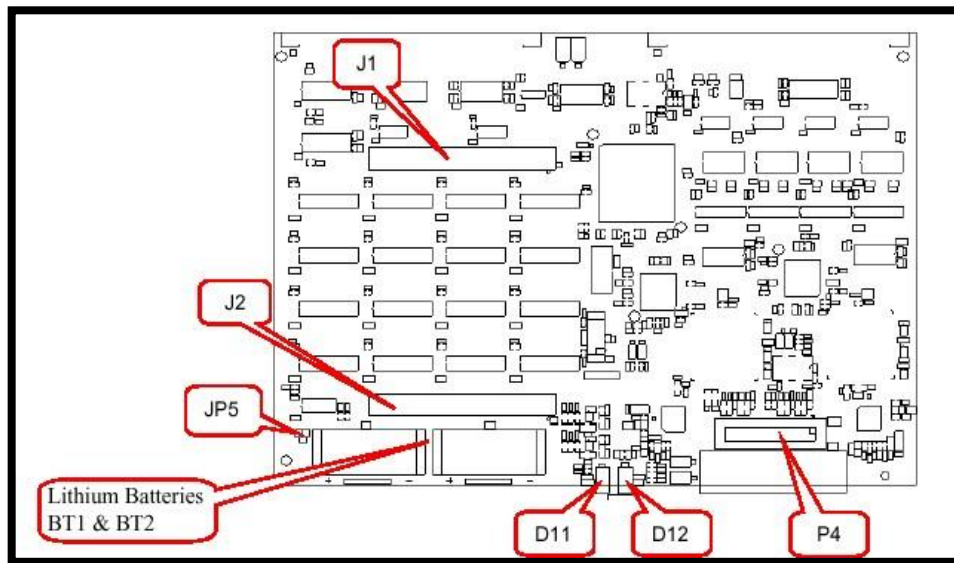 J1
J2
JP5
Lithium Batteries
BT1 & BT2
+ - - +
D11
D12
P4